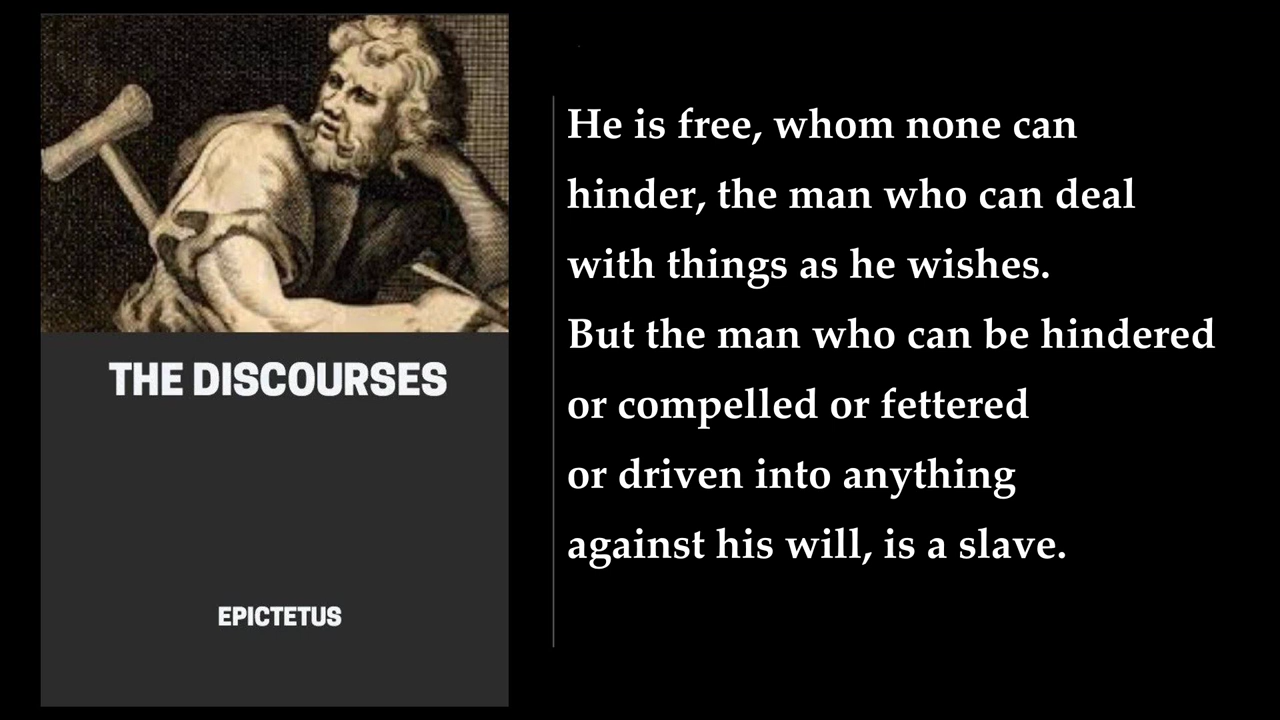 THE DISCOURSES
EPICTETUS
He is free, whom none can
hinder, the man who can deal
with things as he wishes.
But the man who can be hindered
or compelled or fettered
or driven into anything
against his will, is a slave.